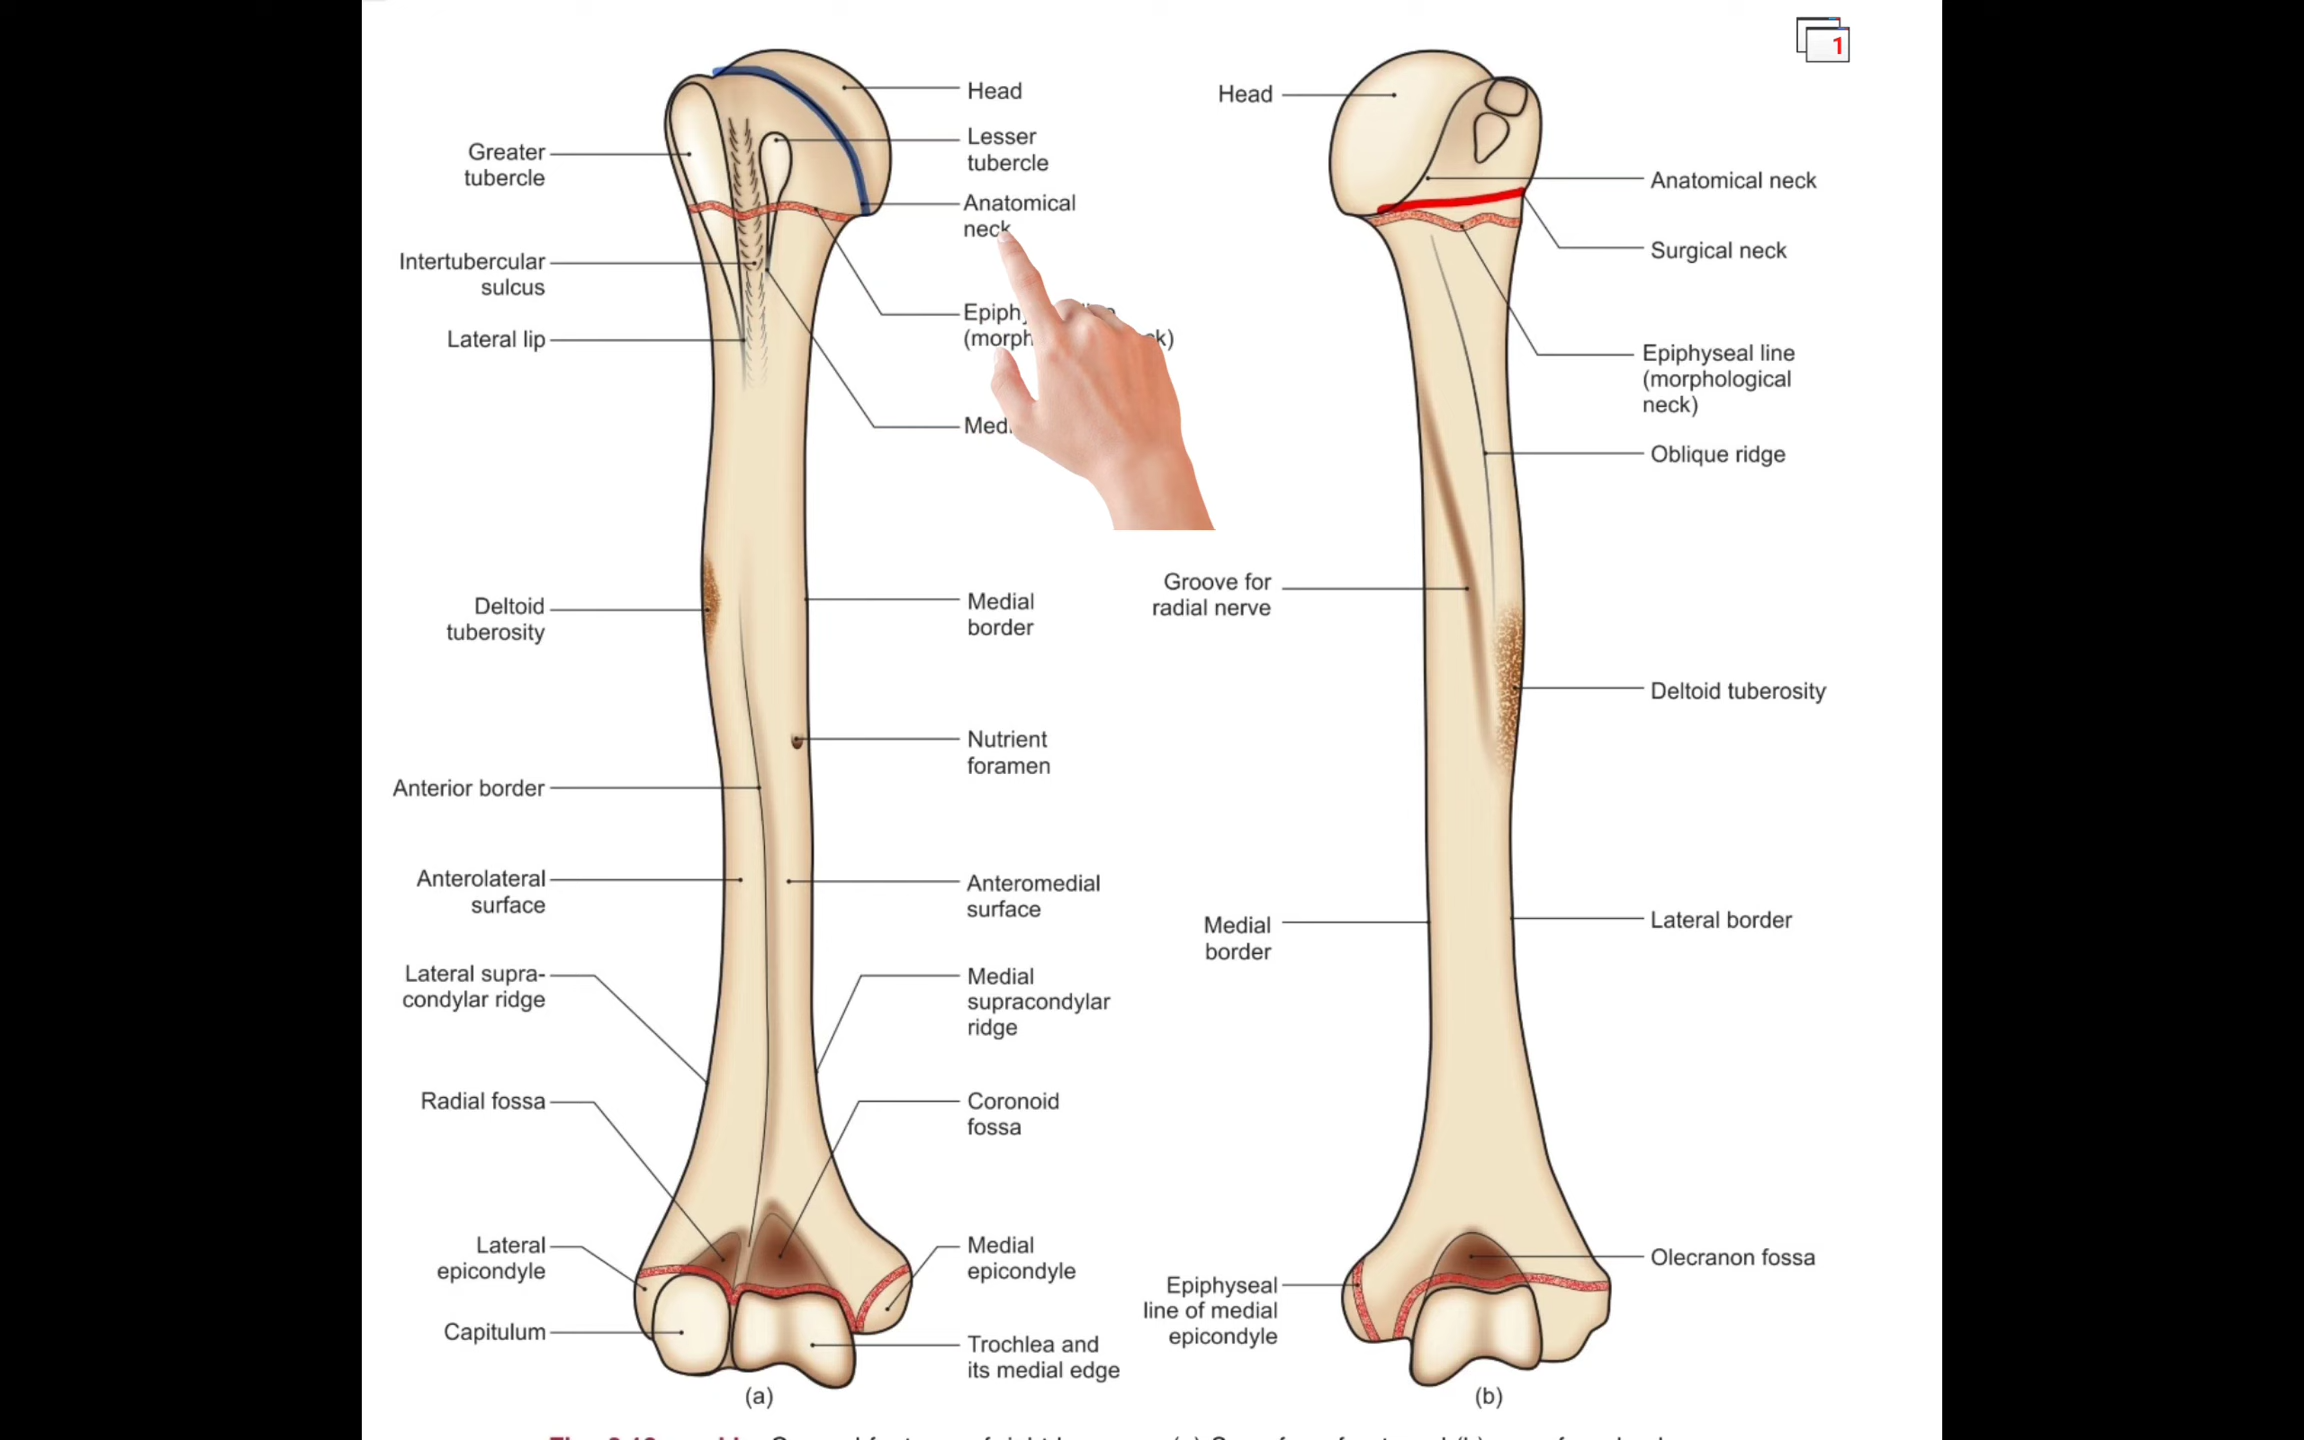 1
Head
Lesser
tubercle
Anatomical
neck
Greater
tubercle
Intertubercular
sulcus
Lateral lip
Deltoid
tuberosity
Medial
border
Nutrient
foramen
Anterior border
Anterolateral
surface
Anteromedial
surface
Lateral supra-
condylar ridge
Medial
supracondylar
ridge
Radial fossa
Coronoid
fossa
Lateral
epicondyle
Medial
epicondyle
Capitulum
Trochlea and
its medial edge
(a)
Head
Anatomical neck
Surgical neck
Epiphyseal line
(morphological
neck)
Oblique ridge
Groove for
radial nerve
Deltoid tuberosity
Medial
border
Lateral border
Olecranon fossa
Epiphyseal
line of medial
epicondyle
(b)